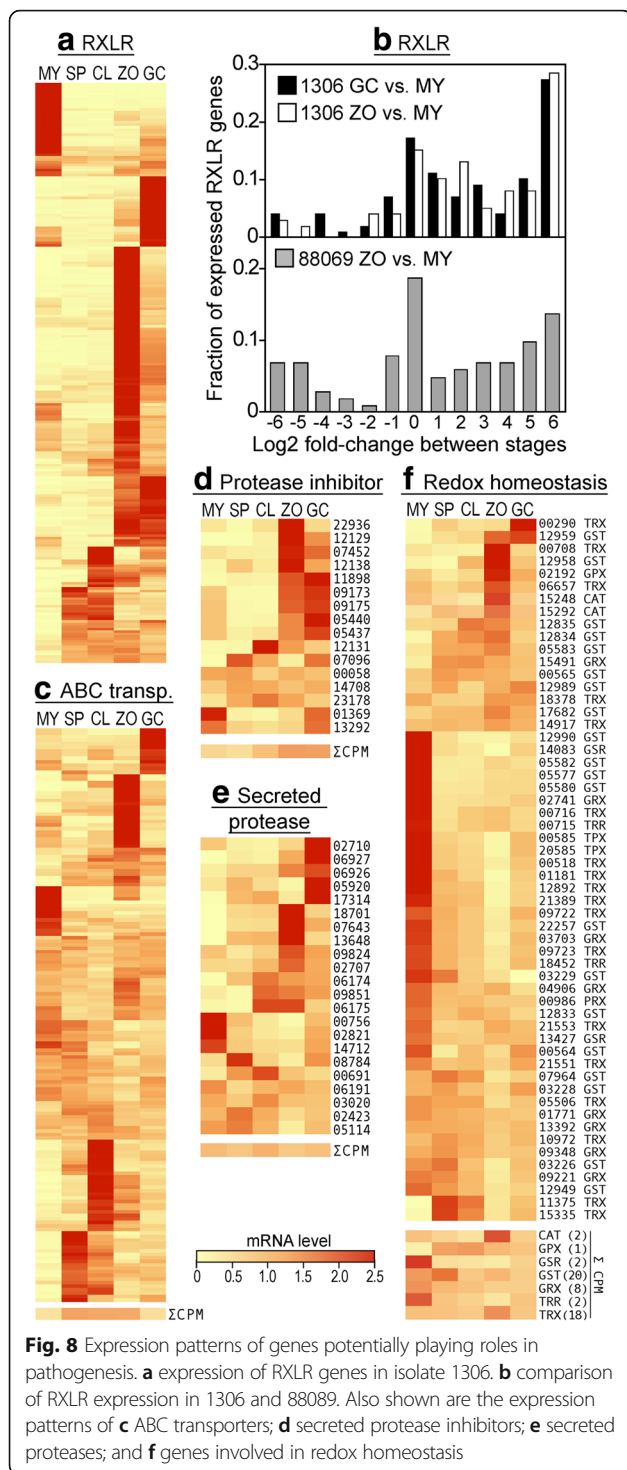 a RXLR
MY SP CL ZO GC
b RXLR
0.3
0.2
0.1
0
0.2
0.1
0
Fraction of expressed RXLR genes
1306 GC vs. MY
1306 ZO vs. MY
88069 ZO vs. MY
-6 -5 -4 -3 -2 -1 0 1 2 3 4 5 6
Log2 fold-change between stages
c ABC transp.
MY SP CL ZO GC
ΣCPM
d Protease inhibitor
MY SP CL ZO GC
22936
12129
07452
12138
11898
09173
09175
05440
05437
12131
07096
00058
14708
23178
01369
13292
ΣCPM
e Secreted
protease
02710
06927
06926
05920
17314
18701
07643
13648
09824
02707
06174
09851
06175
00756
02821
14712
08784
00691
06191
03020
02423
05114
ΣCPM
mRNA level
0 0.5 1.0 1.5 2.0 2.5
f Redox homeostasis
MY SP CL ZO GC
00290 TRX
12959 GST
00708 TRX
12958 GST
02192 GPX
06657 TRX
15248 CAT
15292 CAT
12835 GST
12834 GST
05583 GST
15491 GRX
00565 GST
12989 GST
18378 TRX
17682 GST
14917 TRX
12990 GST
14083 GSR
05582 GST
05577 GST
05580 GST
02741 GRX
00716 TRX
00715 TRR
00585 TPX
20585 TPX
00518 TRX
01181 TRX
12892 TRX
21389 TRX
09722 TRX
22257 GST
03703 GRX
09723 TRX
18452 TRR
03229 GST
04906 GRX
00986 PRX
12833 GST
21553 TRX
13427 GSR
00564 GST
21551 TRX
07964 GST
03228 GST
05506 TRX
01771 GRX
13392 GRX
10972 TRX
09348 GRX
03226 GST
09221 GRX
12949 GST
11375 TRX
15335 TRX
CAT (2)
GPX (1)
GSR (2)
GST(20)
GRX (8)
TRR (2)
TRX(18)
Σ CPM
Fig. 8 Expression patterns of genes potentially playing roles in
pathogenesis. a expression of RXLR genes in isolate 1306. b comparison
of RXLR expression in 1306 and 88089. Also shown are the expression
patterns of c ABC transporters; d secreted protease inhibitors; e secreted
proteases; and f genes involved in redox homeostasis